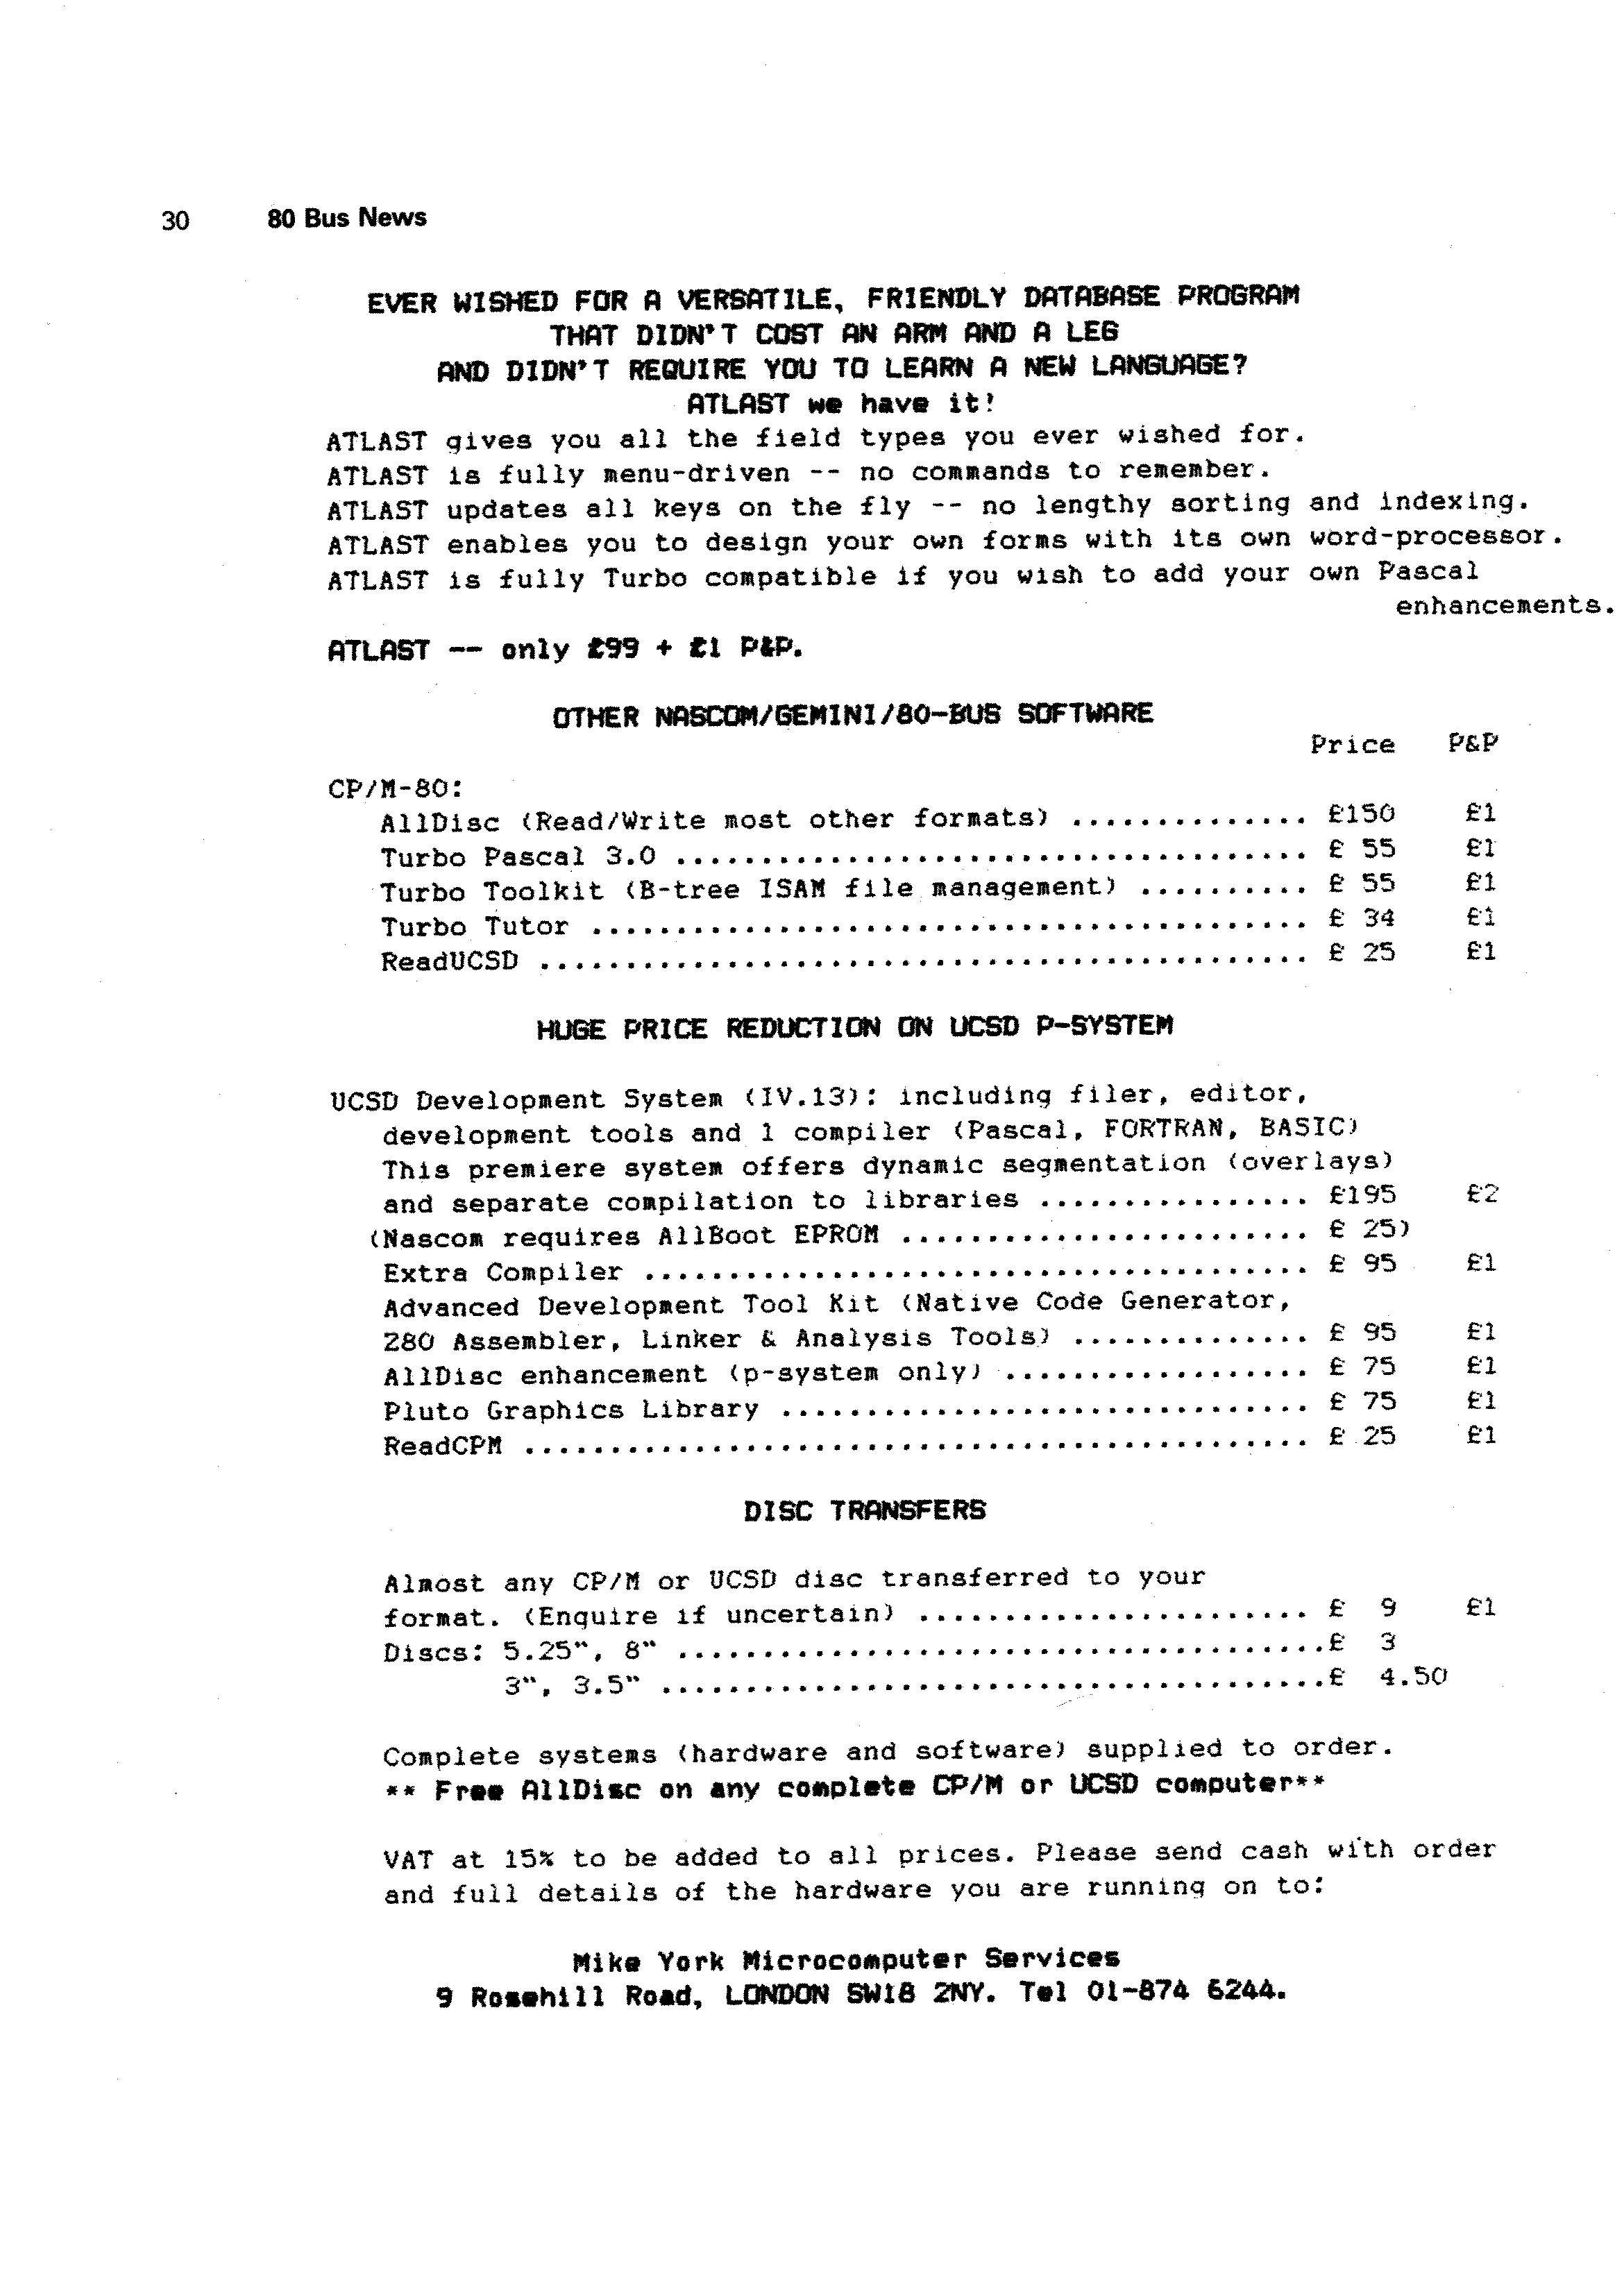 30 80 Bus News
EVER WISHED FOR A VERSATILE, FRIENDLY DATABASE PROGRAM
THAT DIDN'T COST AN ARM AND A LEG
AND DIDN'T REQUIRE YOU TO LEARN A NEW LANGUAGE?
ATLAST we have it!
ATLAST gives you all the field types you ever wished for.
ATLAST is fully menu-driven -- no commands to remember.
ATLAST updates all keys on the fly -- no lengthy sorting and indexing.
ATLAST enables you to design your own forms with its own word-processor.
ATLAST is fully Turbo compatible if you wish to add your own Pascal
enhancements.
ATLAST -- only £99 + £1 P&P.
OTHER NASCOM/GEMINI/80-BUS SOFTWARE
Price P&P
CP/M-80:
AllDisc (Read/Write most other formats) .............. £150 £1
Turbo Pascal 3.0 ..................................... £ 55 £1
Turbo Toolkit (B-tree ISAM file management) .......... £ 55 £1
Turbo Tutor .......................................... £ 34 £1
ReadUCSD ............................................. £ 25 £1
HUGE PRICE REDUCTION ON UCSD P-SYSTEM
UCSD Development System (IV.13): including filer, editor,
development tools and 1 compiler (Pascal, FORTRAN, BASIC)
This premiere system offers dynamic segmentation (overlays)
and separate compilation to libraries ................ £195 £2
(Nascom requires AllBoot EPROM ........................ £ 25)
Extra Compiler ....................................... £ 95 £1
Advanced Development Tool Kit (Native Code Generator,
Z80 Assembler, Linker & Analysis Tools) .............. £ 95 £1
AllDisc enhancement (p-system only) .................. £ 75 £1
Pluto Graphics Library ............................... £ 75 £1
ReadCPM .............................................. £ 25 £1
DISC TRANSFERS
Almost any CP/M or UCSD disc transferred to your
format. (Enquire if uncertain) ....................... £ 9 £1
Discs: 5.25", 8" ......................................£ 3
3", 3.5" .......................................£ 4.50
Complete systems (hardware and software) supplied to order.
** Free AllDisc on any complete CP/M or UCSD computer**
VAT at 15% to be added to all prices. Please send cash with order
and full details of the hardware you are running on to:
Mike York Microcomputer Services
9 Rosehill Road, LONDON SW18 2NY. Tel 01-874 6244.